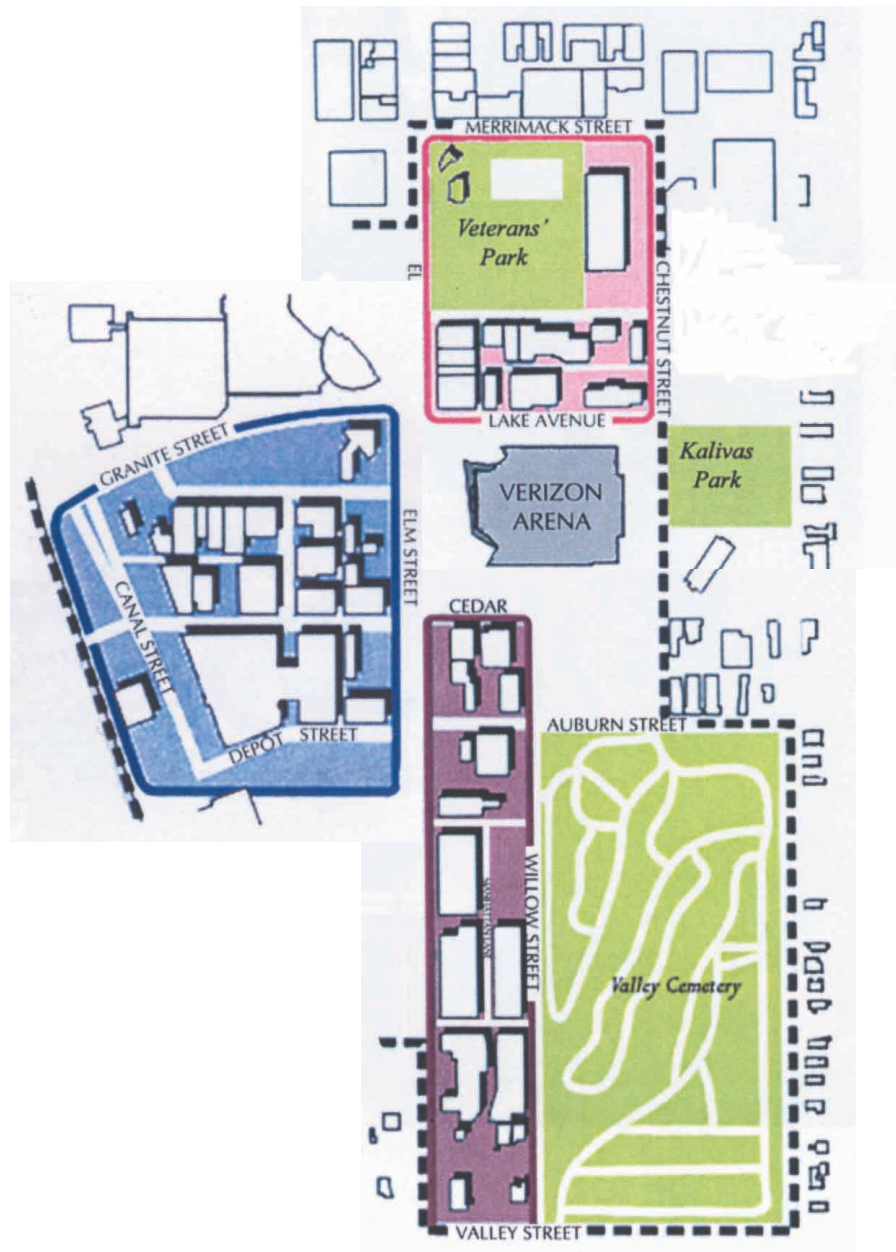 MERRIMACK STREET
Veterans'
Park
EL
CHESTNUT STREET
LAKE AVENUE
GRANITE STREET
Kalivas
Park
VERIZON
ARENA
ELM STREET
CANAL STREET
CEDAR
DEPOT STREET
AUBURN STREET
WILLOW STREET
Valley Cemetery
VALLEY STREET